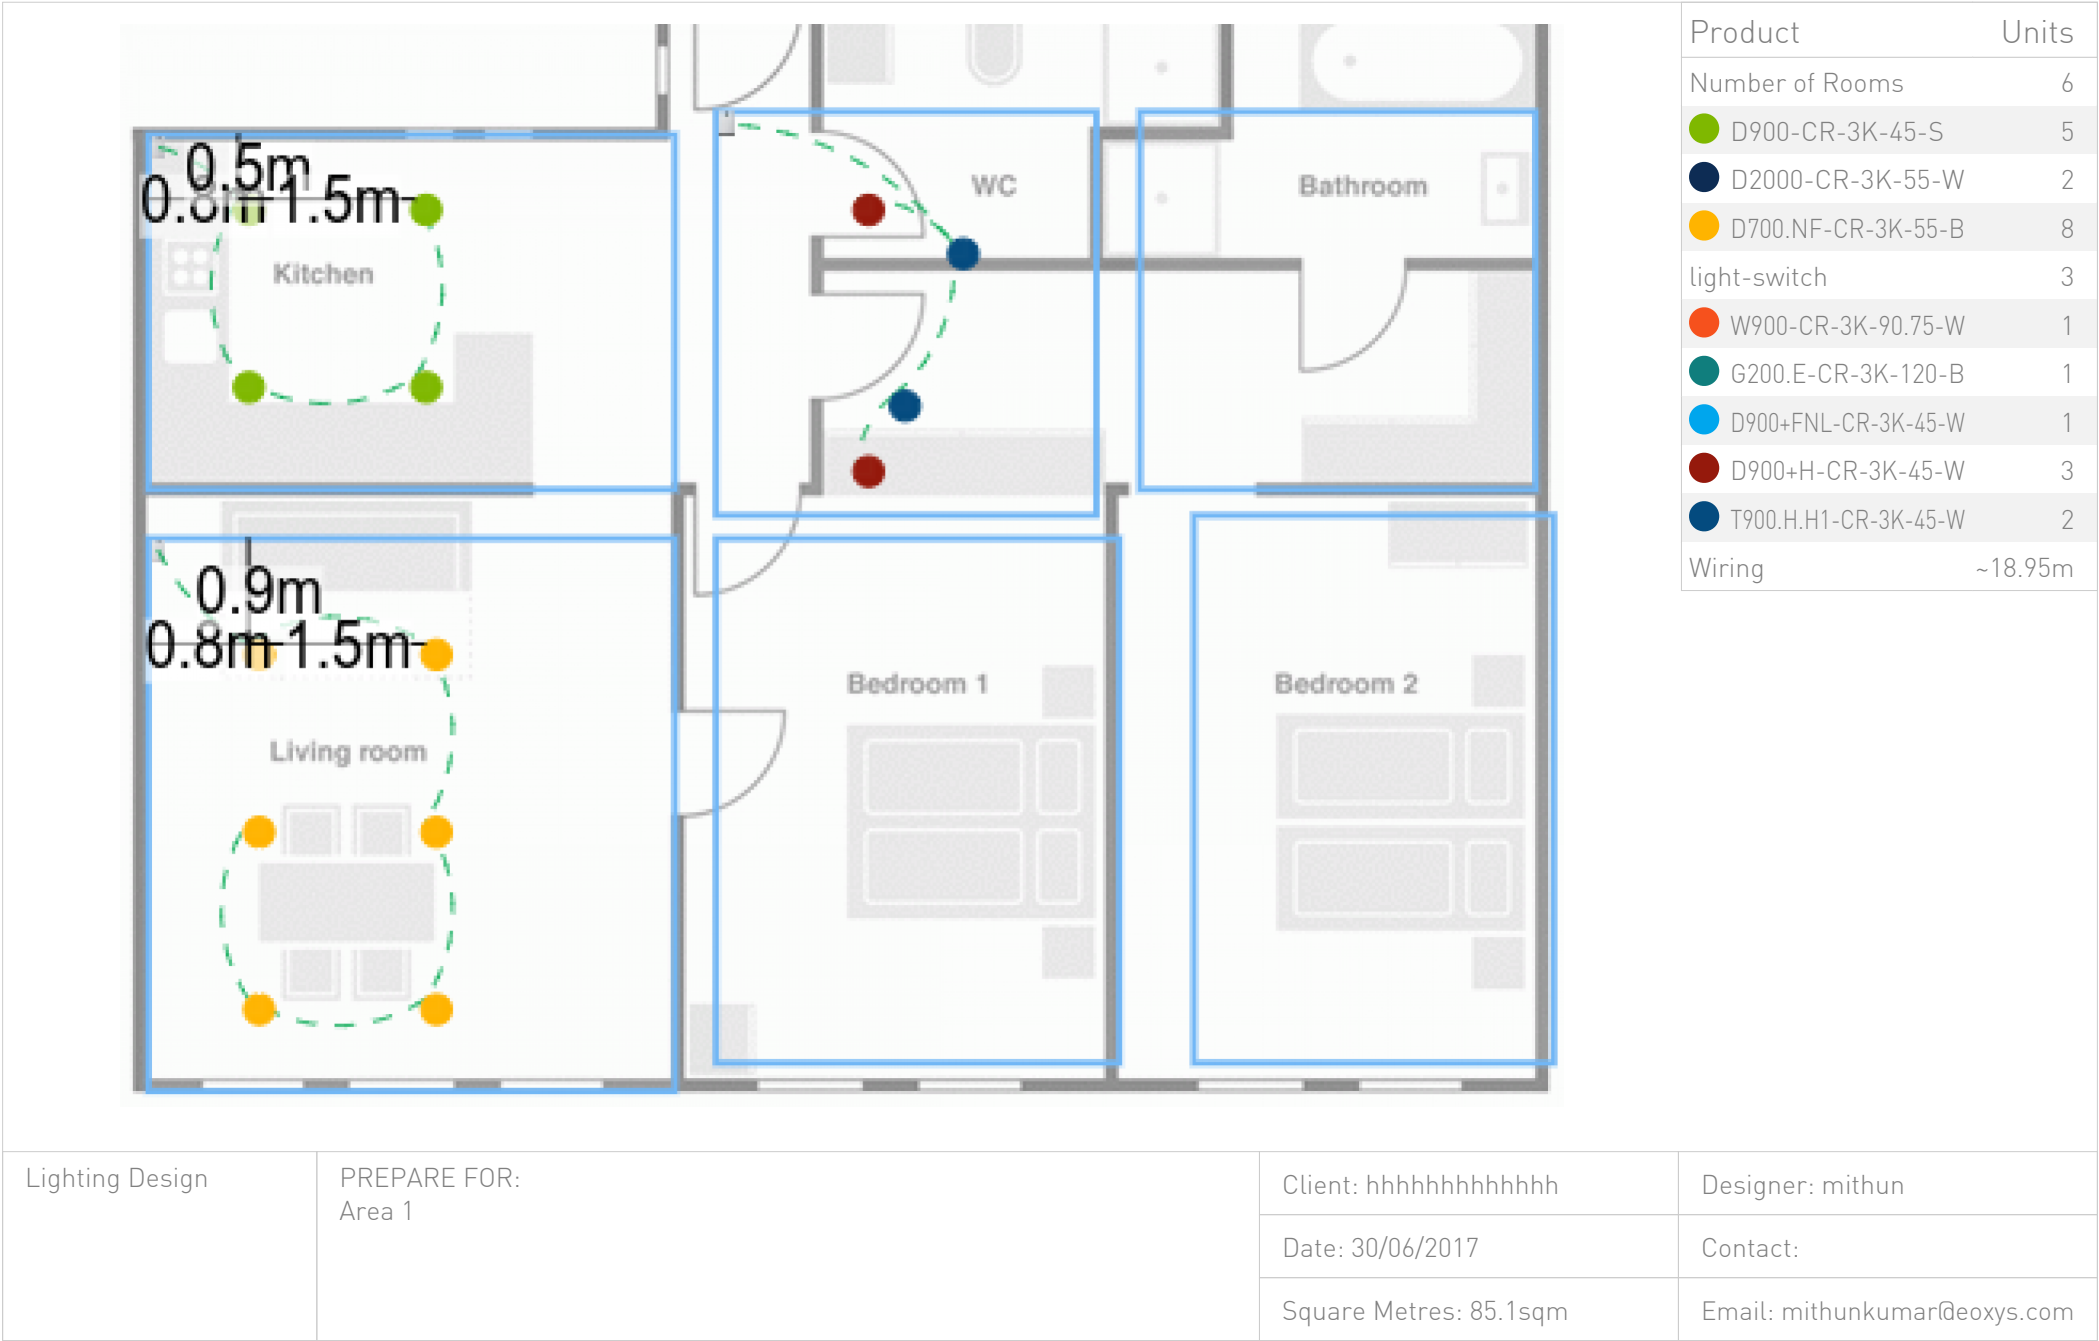 Product Units
Number of Rooms 6
D900-CR-3K-45-S 5
D2000-CR-3K-55-W 2
D700.NF-CR-3K-55-B 8
light-switch 3
W900-CR-3K-90.75-W 1
G200.E-CR-3K-120-B 1
D900+FNL-CR-3K-45-W 1
D900+H-CR-3K-45-W 3
T900.H.H1-CR-3K-45-W 2
Wiring ~18.95m
0.5m
0.8m 1.5m
WC
Bathroom
Kitchen
0.9m
0.8m 1.5m
Bedroom 1
Bedroom 2
Living room
Lighting Design
PREPARE FOR:
Area 1
Client: hhhhhhhhhhhhh
Designer: mithun
Date: 30/06/2017
Contact:
Square Metres: 85.1sqm
Email: mithunkumar@eoxys.com